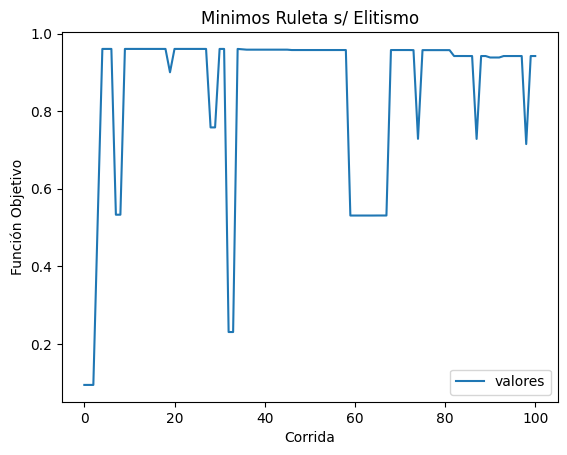 Minimos Ruleta s/ Elitismo
Función Objetivo
1.0
0.8
0.6
0.4
0.2
valores
0 20 40 60 80 100
Corrida